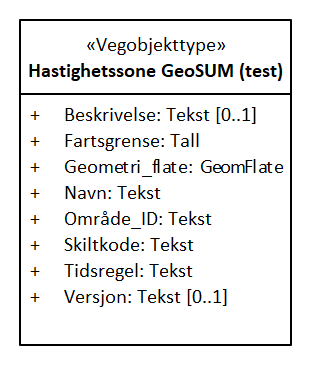 «Vegobjekttype»
Hastighetssone GeoSUM (test)
+ Beskrivelse: Tekst [0..1]
+ Fartsgrense: Tall
+ Geometri_flate: GeomFlate
+ Navn: Tekst
+ Område_ID: Tekst
+ Skiltkode: Tekst
+ Tidsregel: Tekst
+ Versjon: Tekst [0..1]